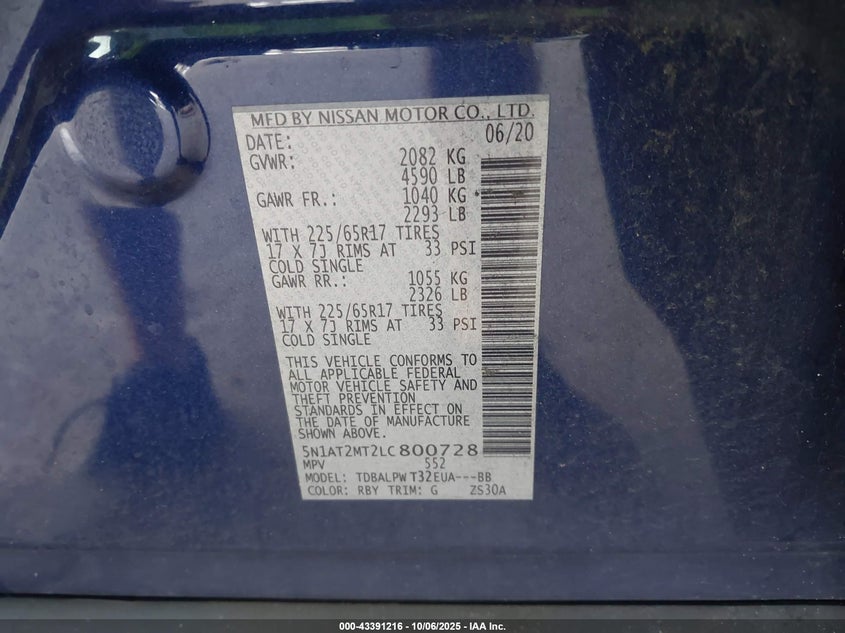 MFD BY NISSAN MOTOR CO., LTD.
DATE: 06/20
GVWR: 2082 KG
4590 LB
GAWR FR.: 1040 KG
2293 LB
WITH 225/65R17 TIRES
17 X 7J RIMS AT 33 PSI
COLD SINGLE
GAWR RR.: 1055 KG
2326 LB
WITH 225/65R17 TIRES
17 X 7J RIMS AT 33 PSI
COLD SINGLE
THIS VEHICLE CONFORMS TO
ALL APPLICABLE FEDERAL
MOTOR VEHICLE SAFETY AND
THEFT PREVENTION
STANDARDS IN EFFECT ON
THE DATE OF MANUFACTURE
SHOWN ABOVE.
5N1AT2MT2LC800728
MPV 552
MODEL: TDBALPW T32EUA---BB
COLOR: RBY TRIM: G ZS30A
000-43391216 - 10/06/2025 - IAA Inc.